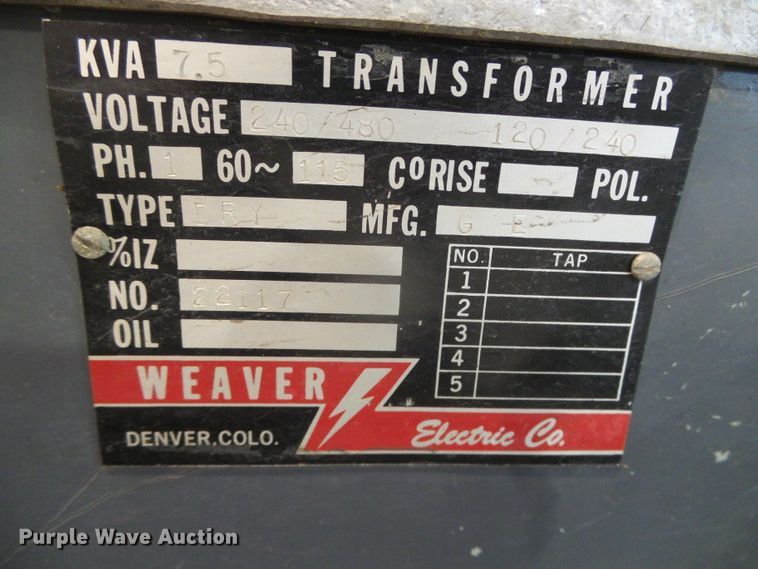 KVA 7.5 TRANSFORMER
VOLTAGE 240/480 - 120/240
PH. 1 60~ 115 C° RISE POL.
TYPE DRY MFG. G E
%IZ
NO. 22117
OIL
NO. TAP
1
2
3
4
5
WEAVER
DENVER, COLO. Electric Co.
Purple Wave Auction